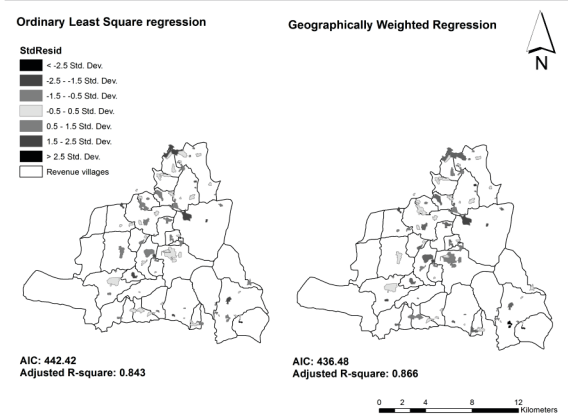 Ordinary Least Square regression
Geographically Weighted Regression
N
StdResid
< -2.5 Std. Dev.
-2.5 - -1.5 Std. Dev.
-1.5 - -0.5 Std. Dev.
-0.5 - 0.5 Std. Dev.
0.5 - 1.5 Std. Dev.
1.5 - 2.5 Std. Dev.
> 2.5 Std. Dev.
Revenue villages
AIC: 442.42
Adjusted R-square: 0.843
AIC: 436.48
Adjusted R-square: 0.866
0 2 4 8 12
Kilometers